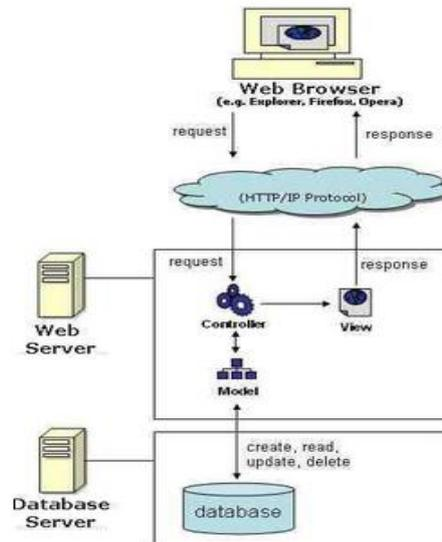 Web Browser
(e.g. Explorer, Firefox, Opera)
request
response
(HTTP/IP Protocol)
request
response
Controller
View
Web
Server
Model
create, read,
update, delete
Database
Server
database